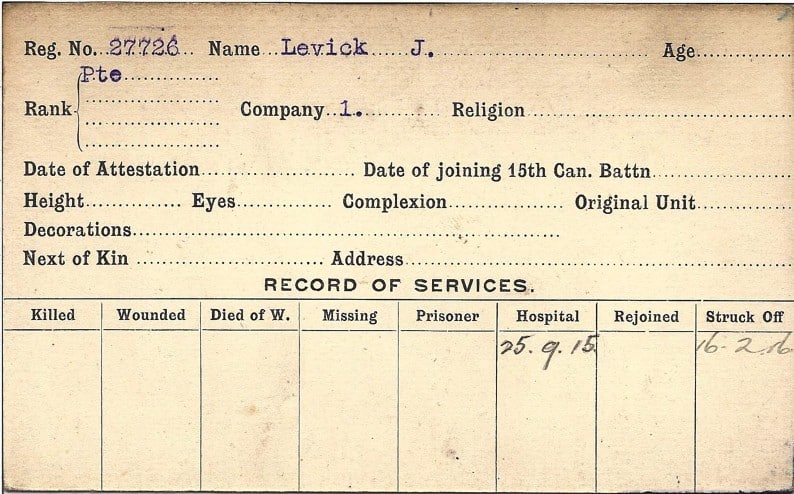 Reg. No. 27726 Name Levick J. Age
Pte
Rank Company 1. Religion
Date of Attestation Date of joining 15th Can. Battn
Height Eyes Complexion Original Unit
Decorations
Next of Kin Address
RECORD OF SERVICES.
Killed Wounded Died of W. Missing Prisoner Hospital Rejoined Struck Off
25.9.15. 16-2-16